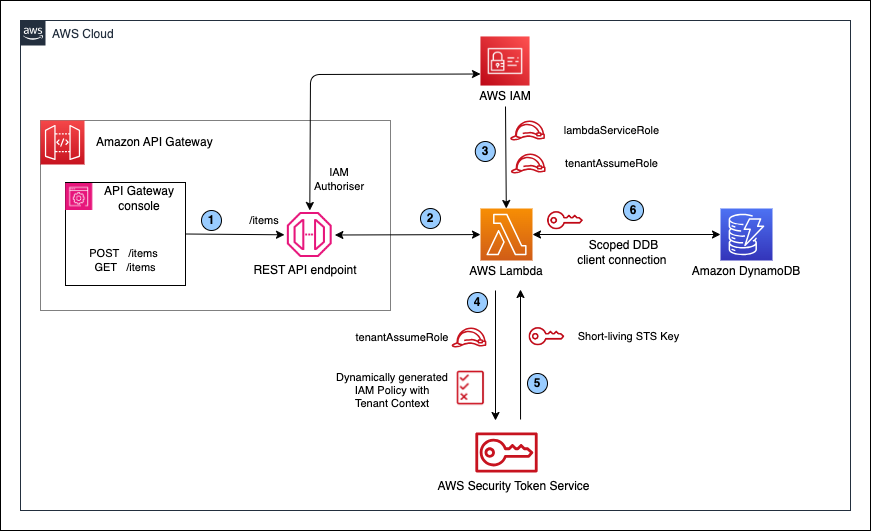 aws
AWS Cloud
AWS IAM
Amazon API Gateway
3
lambdaServiceRole
tenantAssumeRole
IAM
Authoriser
API Gateway
console
1
/items
2
6
POST /items
GET /items
REST API endpoint
AWS Lambda
Scoped DDB
client connection
Amazon DynamoDB
4
tenantAssumeRole
Short-living STS Key
Dynamically generated
IAM Policy with
Tenant Context
5
AWS Security Token Service